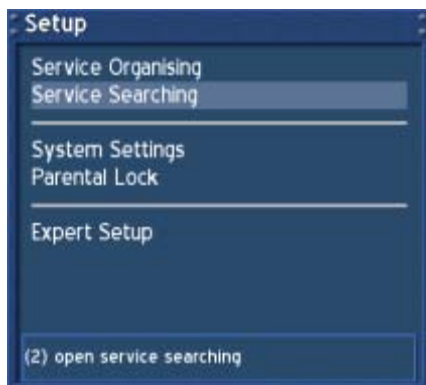 Setup
Service Organising
Service Searching
System Settings
Parental Lock
Expert Setup
(2) open service searching